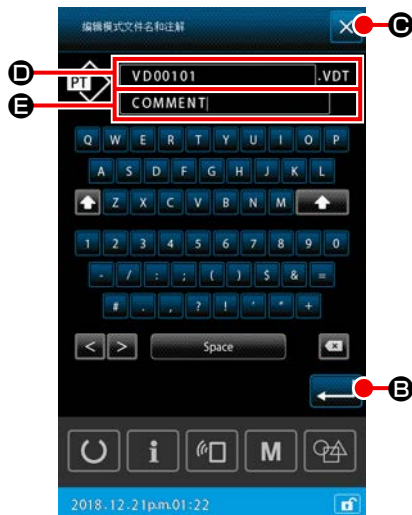 编辑模式文件名和注解
X
C
D
PT
VD00101
.VDT
E
COMMENT
Q W E R T Y U I O P
A S D F G H J K L
Z X C V B N M
1 2 3 4 5 6 7 8 9 0
- / : ; ( ) $ & =
# . , ? ! ' " +
< > Space
B
i M
2018.12.21p.m.01:22